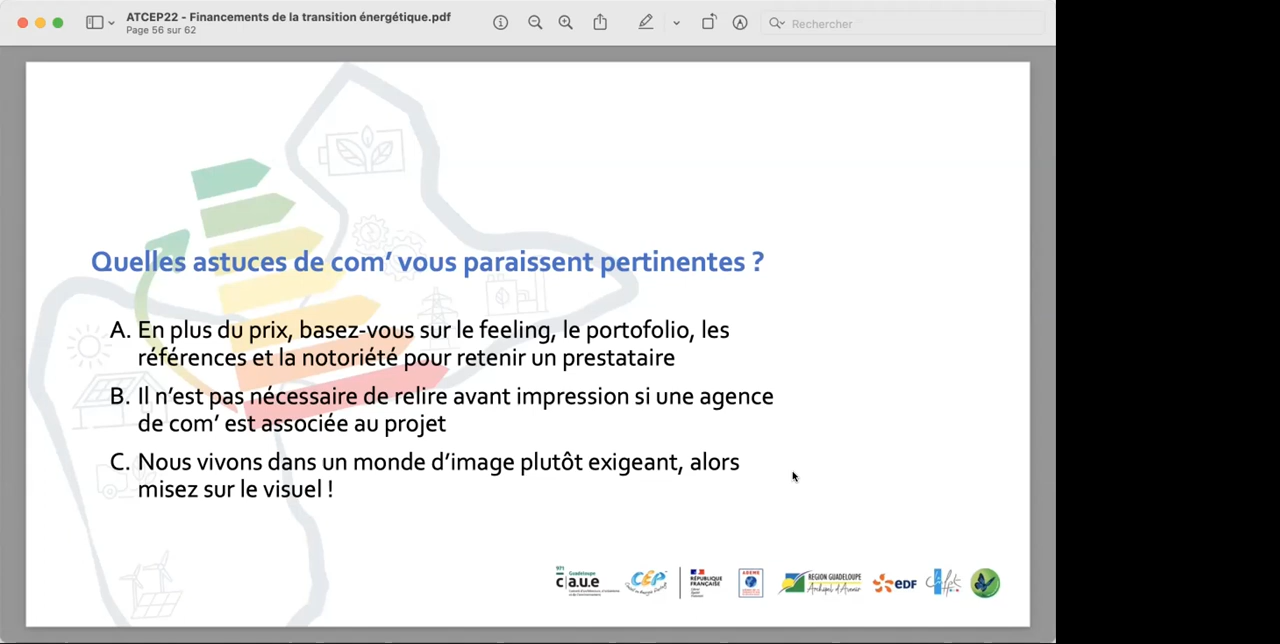 ATCEP22 - Financements de la transition énergétique.pdf
Page 56 sur 62
Rechercher
Quelles astuces de com’ vous paraissent pertinentes ?
A. En plus du prix, basez-vous sur le feeling, le portofolio, les
références et la notoriété pour retenir un prestataire
B. Il n’est pas nécessaire de relire avant impression si une agence
de com’ est associée au projet
C. Nous vivons dans un monde d’image plutôt exigeant, alors
misez sur le visuel !
971 Guadeloupe
c|a.u.e
CEP
RÉPUBLIQUE
FRANÇAISE
ADEME
REGION GUADELOUPE
Archipel d'Avenir
eDF